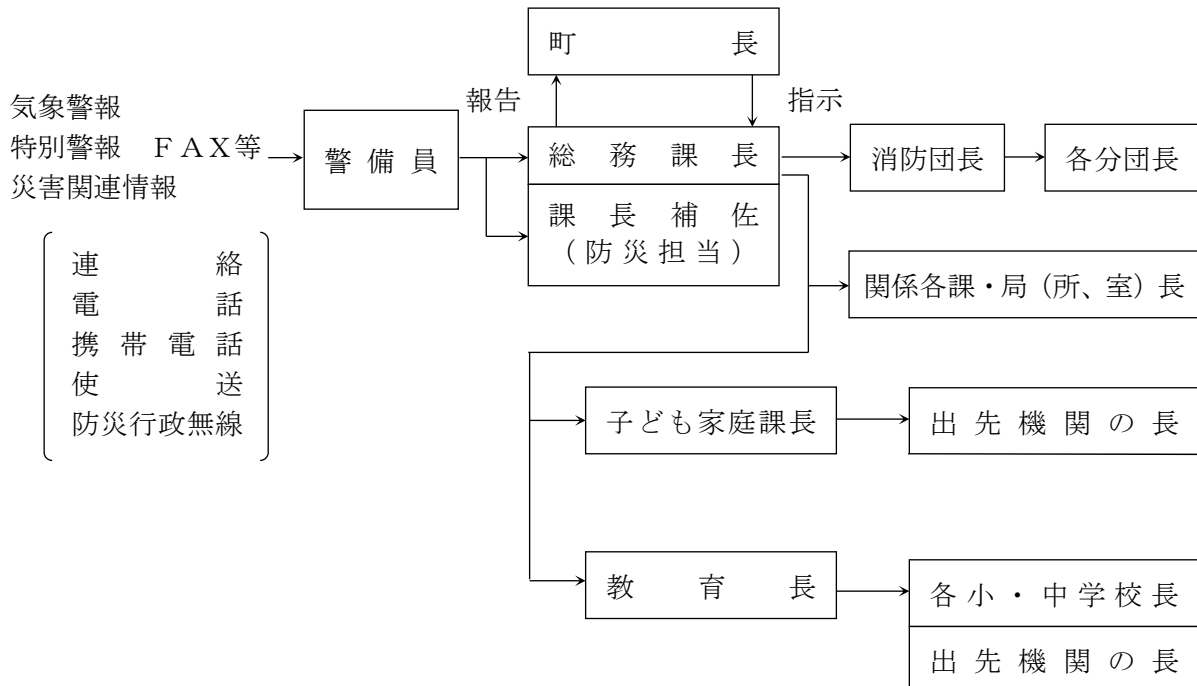 町長
報告
指示
気象警報
特別警報 ＦＡＸ等
災害関連情報
警備員
総務課長
課長補佐
（防災担当）
消防団長
各分団長
連絡
電話
携帯電話
使送
防災行政無線
関係各課・局（所、室）長
子ども家庭課長
出先機関の長
教育長
各小・中学校長
出先機関の長